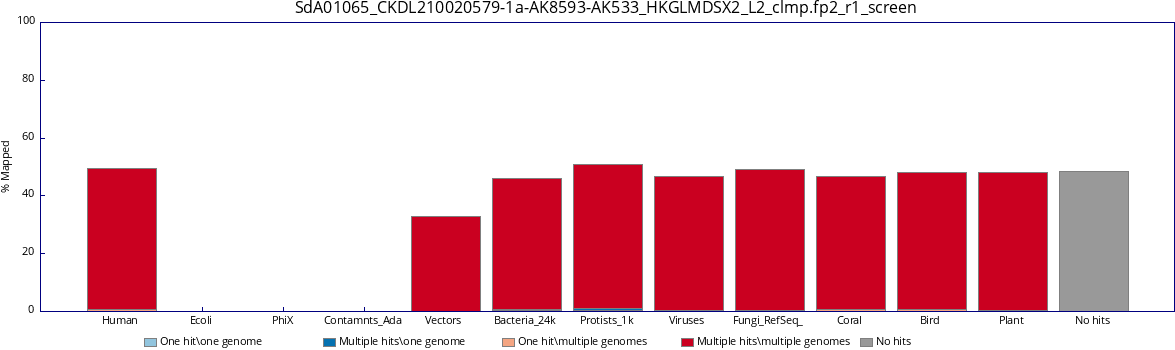 SdA01065_CKDL210020579-1a-AK8593-AK533_HKGLMDSX2_L2_clmp.fp2_r1_screen
100
80
60
40
20
0
% Mapped
Human Ecoli PhiX Contamnts_Ada Vectors Bacteria_24k Protists_1k Viruses Fungi_RefSeq_ Coral Bird Plant No hits
One hit\one genome Multiple hits\one genome One hit\multiple genomes Multiple hits\multiple genomes No hits